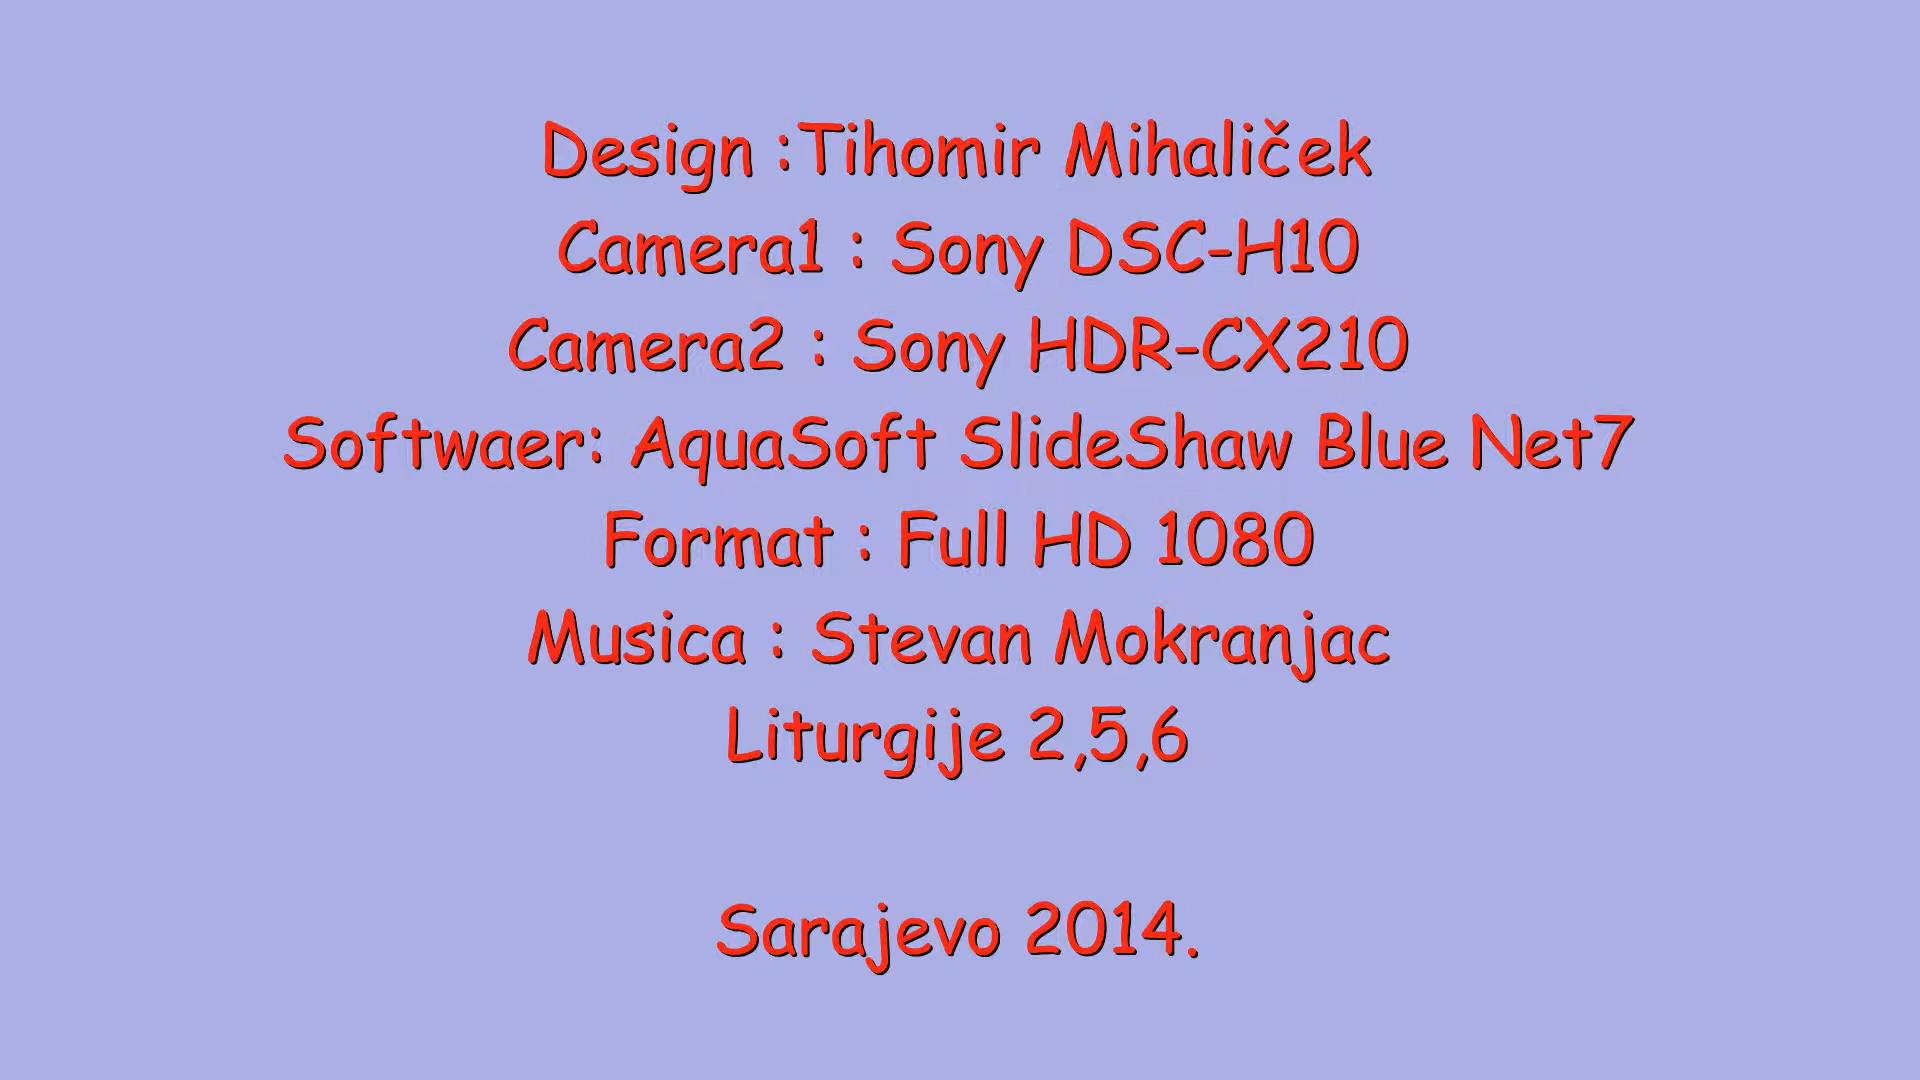 Design :Tihomir Mihaliček
Camera1 : Sony DSC-H10
Camera2 : Sony HDR-CX210
Softwaer: AquaSoft SlideShaw Blue Net7
Format : Full HD 1080
Musica : Stevan Mokranjac
Liturgije 2,5,6
Sarajevo 2014.